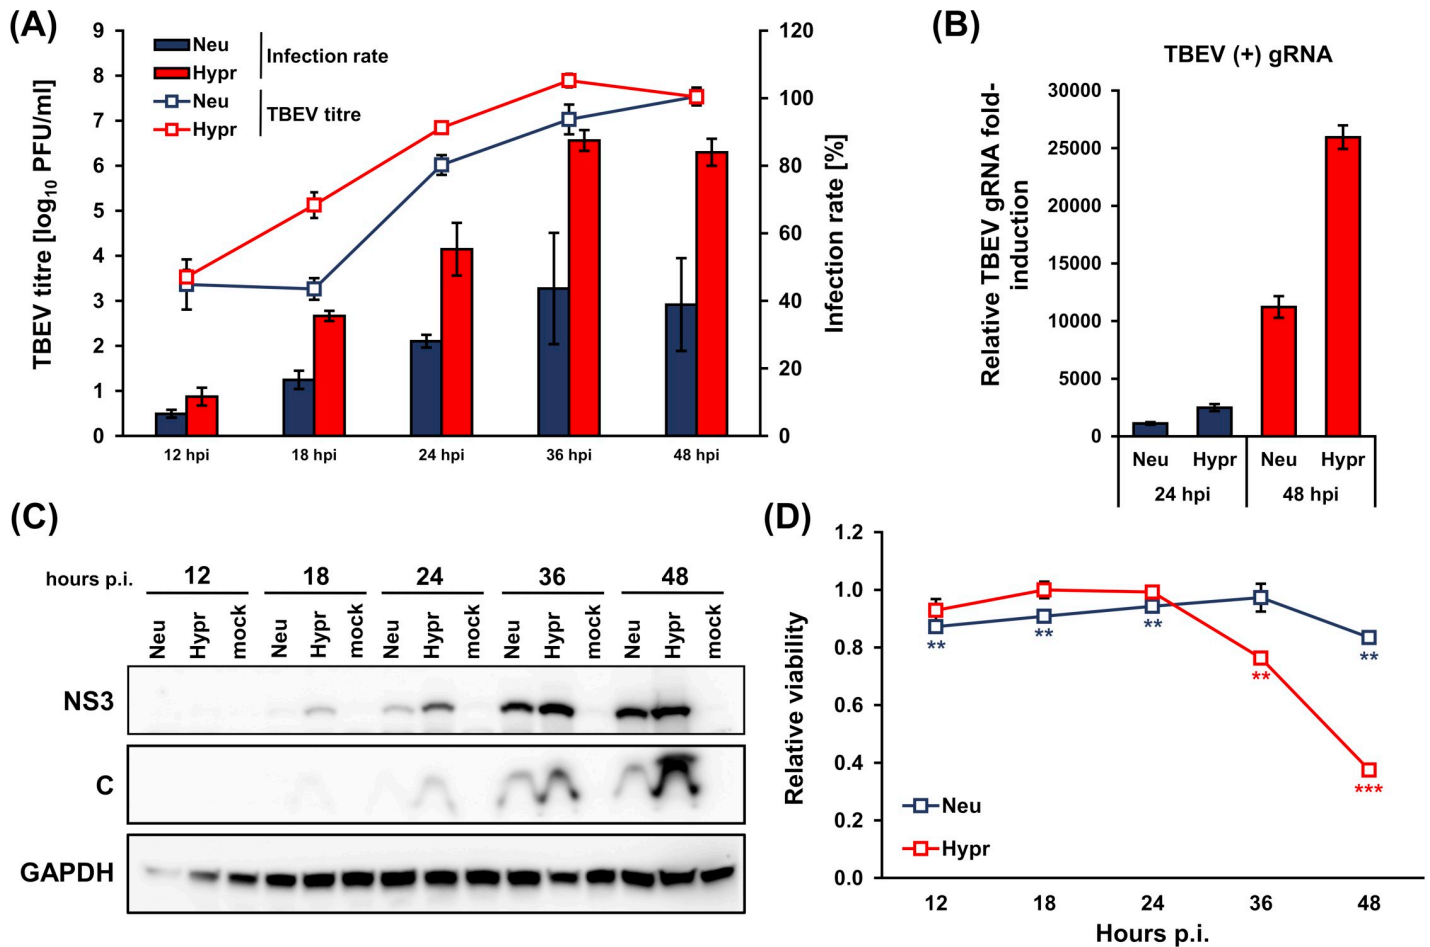 (A)
TBEV titre [log10 PFU/ml]
9
8
7
6
5
4
3
2
1
0
Neu
Hypr
Infection rate
Neu
Hypr
TBEV titre
120
100
80
60
40
20
0
Infection rate [%]
12 hpi 18 hpi 24 hpi 36 hpi 48 hpi
(B)
TBEV (+) gRNA
Relative TBEV gRNA fold-
induction
30000
25000
20000
15000
10000
5000
0
Neu Hypr Neu Hypr
24 hpi 48 hpi
(C)
hours p.i. 12 18 24 36 48
Neu Hypr mock Neu Hypr mock Neu Hypr mock Neu Hypr mock Neu Hypr mock
NS3
C
GAPDH
(D)
Relative viability
1.2
1.0
0.8
0.6
0.4
0.2
0.0
** ** ** ** ** ***
Neu
Hypr
12 18 24 36 48
Hours p.i.